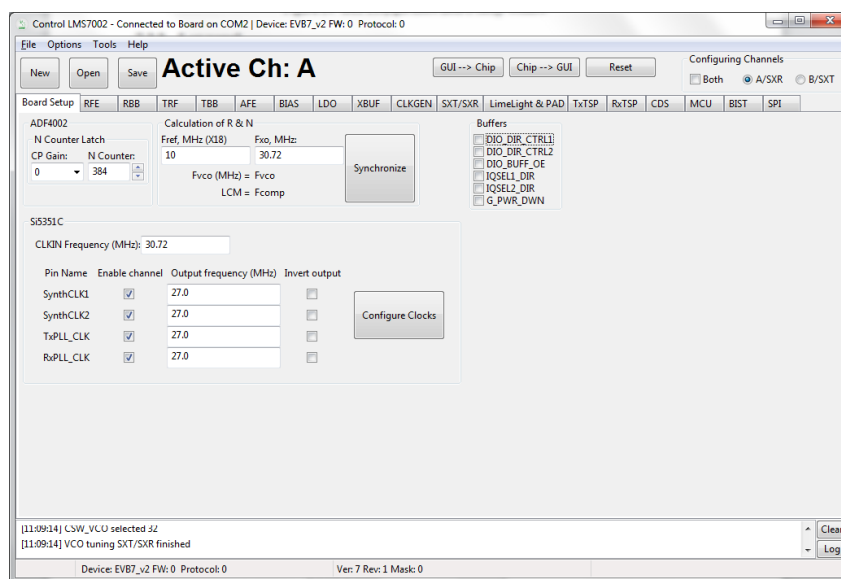 Control LMS7002 - Connected to Board on COM2 | Device: EVB7_v2 FW: 0 Protocol: 0
File Options Tools Help
New Open Save Active Ch: A GUI --> Chip Chip --> GUI Reset
Configuring Channels
Both A/SXR B/SXT
Board Setup RFE RBB TRF TBB AFE BIAS LDO XBUF CLKGEN SXT/SXR LimeLight & PAD TxTSP RxTSP CDS MCU BIST SPI
ADF4002
N Counter Latch
CP Gain: N Counter:
0 384
Calculation of R & N
Fref, MHz (X18) Fxo, MHz:
10 30.72
Fvco (MHz) = Fvco
LCM = Fcomp
Synchronize
Buffers
DIO_DIR_CTRL1
DIO_DIR_CTRL2
DIO_BUFF_OE
IQSEL1_DIR
IQSEL2_DIR
G_PWR_DWN
Si5351C
CLKIN Frequency (MHz): 30.72
Pin Name Enable channel Output frequency (MHz) Invert output
SynthCLK1 27.0
SynthCLK2 27.0
TxPLL_CLK 27.0
RxPLL_CLK 27.0
Configure Clocks
[11:09:14] CSW_VCO selected 32
[11:09:14] VCO tuning SXT/SXR finished
Clear
Log
Device: EVB7_v2 FW: 0 Protocol: 0 Ver: 7 Rev: 1 Mask: 0